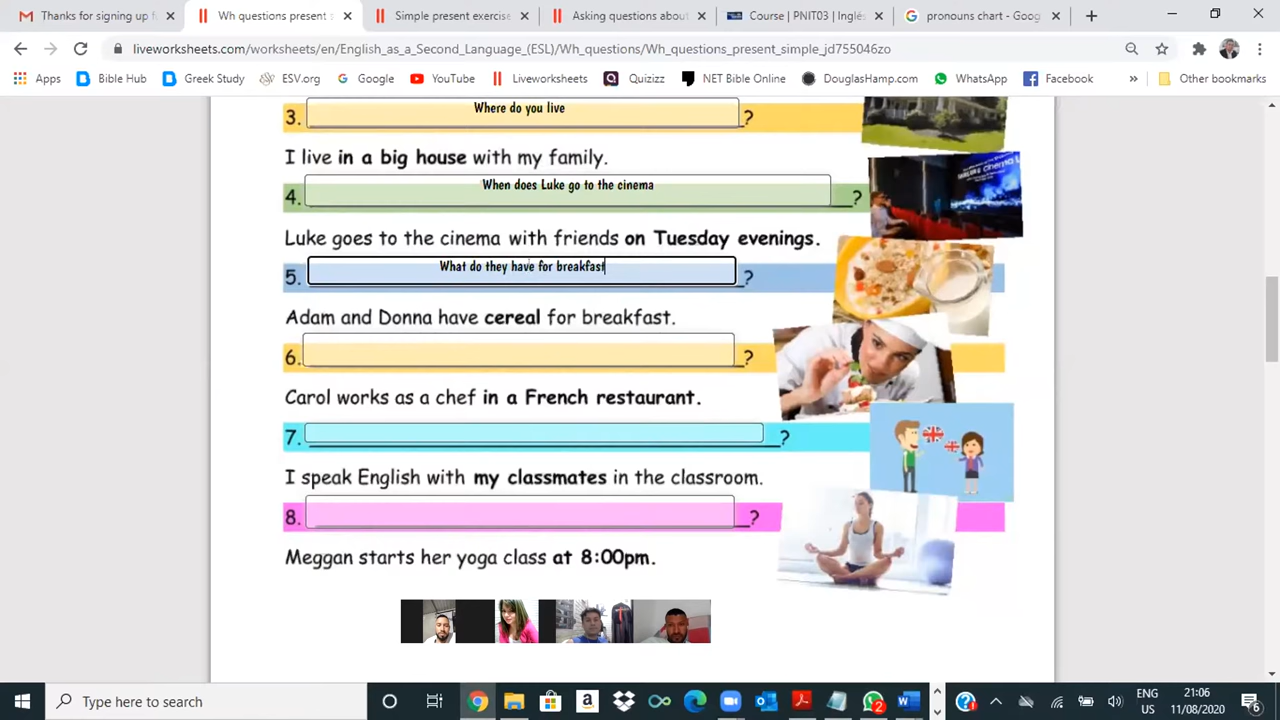 Thanks for signing up f
Wh questions present s
Simple present exercise
Asking questions about
Course | PNIT03 | Inglés
pronouns chart - Goog
liveworksheets.com/worksheets/en/English_as_a_Second_Language_(ESL)/Wh_questions/Wh_questions_present_simple_jd755046zo
Apps Bible Hub Greek Study ESV.org Google YouTube Liveworksheets Quizizz NET Bible Online DouglasHamp.com WhatsApp Facebook » Other bookmarks
3. Where do you live ?
I live in a big house with my family.
4. When does Luke go to the cinema ?
Luke goes to the cinema with friends on Tuesday evenings.
5. What do they have for breakfast ?
Adam and Donna have cereal for breakfast.
6. ?
Carol works as a chef in a French restaurant.
7. ?
I speak English with my classmates in the classroom.
8. ?
Meggan starts her yoga class at 8:00pm.
Type here to search
2
ENG
US
21:06
11/08/2020
6